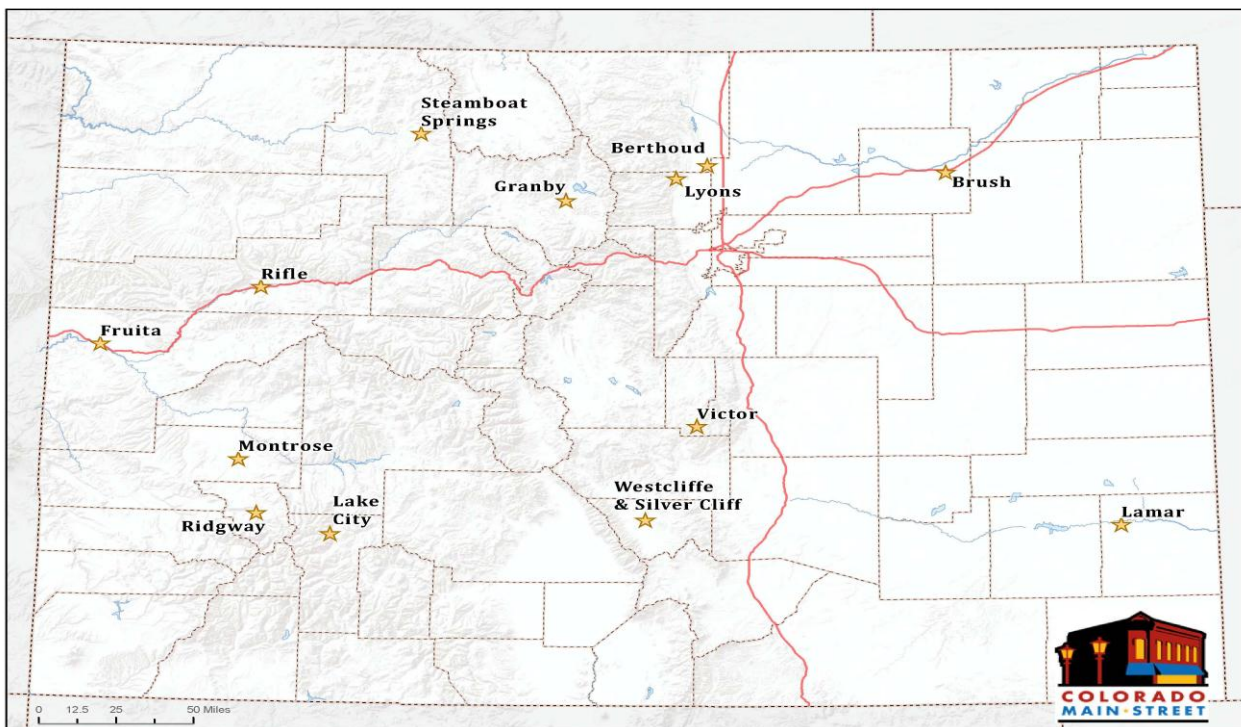 Steamboat
Springs
Berthoud
Lyons
Granby
Brush
Rifle
Fruita
Victor
Montrose
Westcliffe
& Silver Cliff
Lake
City
Ridgway
Lamar
0 12.5 25 50 Miles
COLORADO
MAIN·STREET